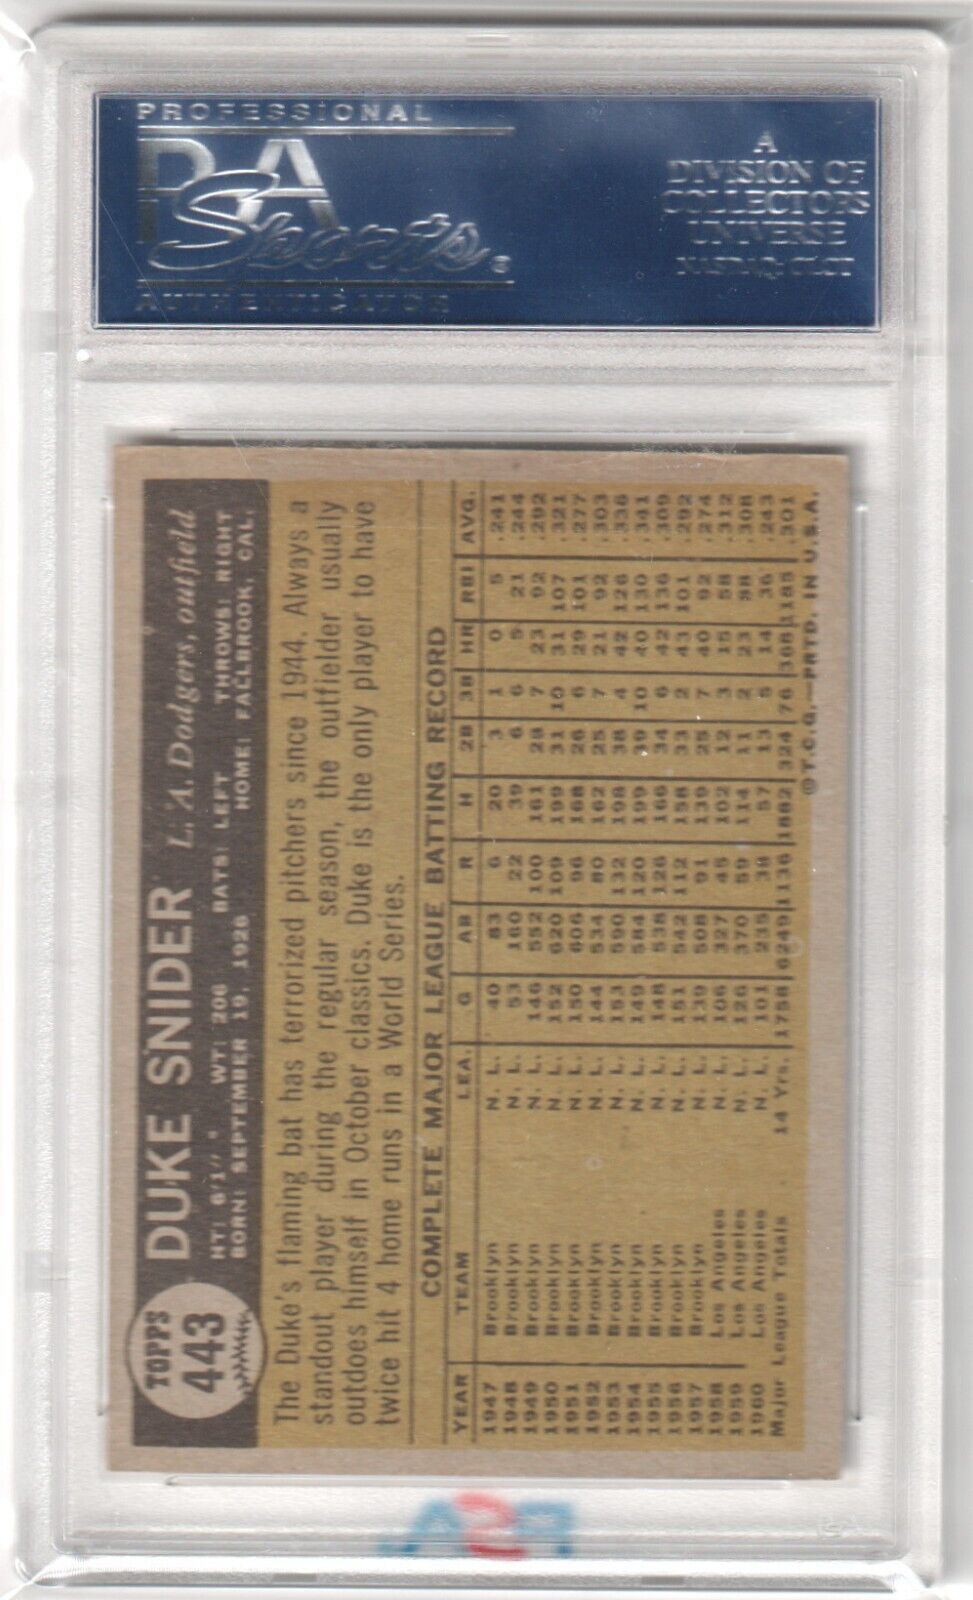 PROFESSIONAL
PSA
Sports
AUTHENTICATOR
A
DIVISION OF
COLLECTORS
UNIVERSE
NASDAQ: CLCT
TOPPS
443
DUKE SNIDER L. A. Dodgers, outfield
HT: 6'1" • WT: 206 BATS: LEFT THROWS: RIGHT
BORN: SEPTEMBER 19, 1926 HOME: FALLBROOK, CAL.
The Duke's flaming bat has terrorized pitchers since 1944. Always a
standout player during the regular season, the outfielder usually
outdoes himself in October classics. Duke is the only player to have
twice hit 4 home runs in a World Series.
COMPLETE MAJOR LEAGUE BATTING RECORD
YEAR TEAM LEA. G AB R H 2B 3B HR RBI AVG.
1947 Brooklyn N. L. 40 83 6 20 3 1 0 5 .241
1948 Brooklyn N. L. 53 160 22 39 6 6 5 21 .244
1949 Brooklyn N. L. 146 552 100 161 28 7 23 92 .292
1950 Brooklyn N. L. 152 620 109 199 31 10 31 107 .321
1951 Brooklyn N. L. 150 606 96 168 26 6 29 101 .277
1952 Brooklyn N. L. 144 534 80 162 25 7 21 92 .303
1953 Brooklyn N. L. 153 590 132 198 38 4 42 126 .336
1954 Brooklyn N. L. 149 584 120 199 39 10 40 130 .341
1955 Brooklyn N. L. 148 538 126 166 34 6 42 136 .309
1956 Brooklyn N. L. 151 542 112 158 33 2 43 101 .292
1957 Brooklyn N. L. 139 508 91 139 25 7 40 92 .274
1958 Los Angeles N. L. 106 327 45 102 12 3 15 58 .312
1959 Los Angeles N. L. 126 370 59 114 11 2 23 88 .308
1960 Los Angeles N. L. 101 235 38 57 13 5 14 36 .243
Major League Totals 14 Yrs. 1758 6249 1136 1882 324 76 368 1185 .301
©T.C.G.—PRTD. IN U.S.A.
PSA